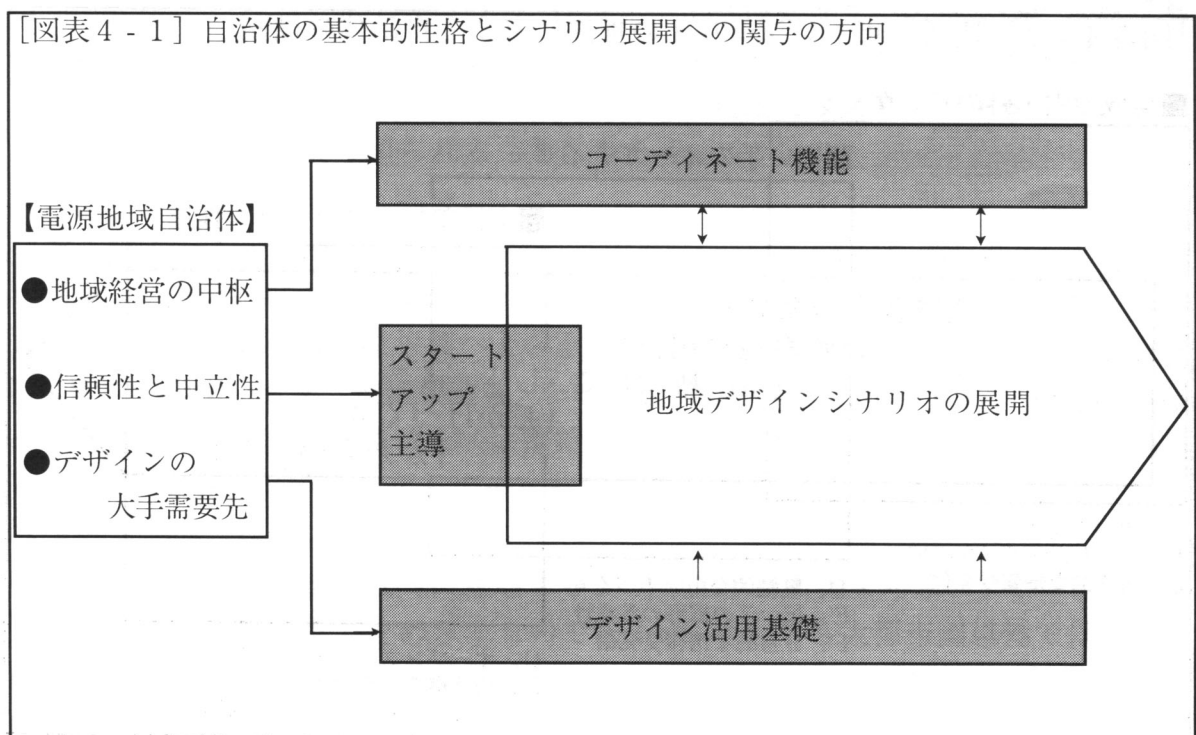 [図表4-1] 自治体の基本的性格とシナリオ展開への関与の方向
コーディネート機能
【電源地域自治体】
●地域経営の中枢
●信頼性と中立性
●デザインの
大手需要先
スタート
アップ
主導
地域デザインシナリオの展開
デザイン活用基礎